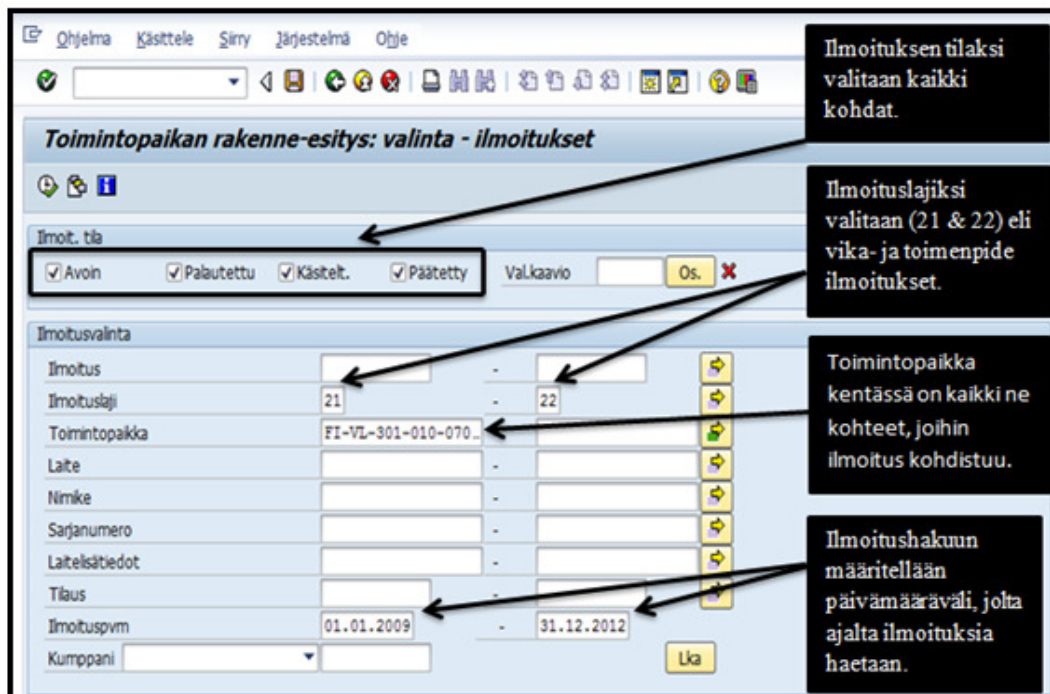 Ohjelma Käsittele Siirry Järjestelmä Ohje
Toimintopaikan rakenne-esitys: valinta - ilmoitukset
Ilmoit. tila
Avoin Palautettu Käsitelt. Päätetty Val.kaavio Os.
Ilmoitusvalinta
Ilmoitus -
Ilmoituslaji 21 - 22
Toimintopaikka FI-VL-301-010-070… -
Laite -
Nimike -
Sarjanumero -
Laitelisätiedot -
Tilaus -
Ilmoituspvm 01.01.2009 - 31.12.2012
Kumppani Lka
Ilmoituksen tilaksi
valitaan kaikki
kohdat.
Ilmoituslajiksi
valitaan (21 & 22) eli
vika- ja toimenpide
ilmoitukset.
Toimintopaikka
kentässä on kaikki ne
kohteet, joihin
ilmoitus kohdistuu.
Ilmoitushakuun
määritellään
päivämääräväli, jolta
ajalta ilmoituksia
haetaan.